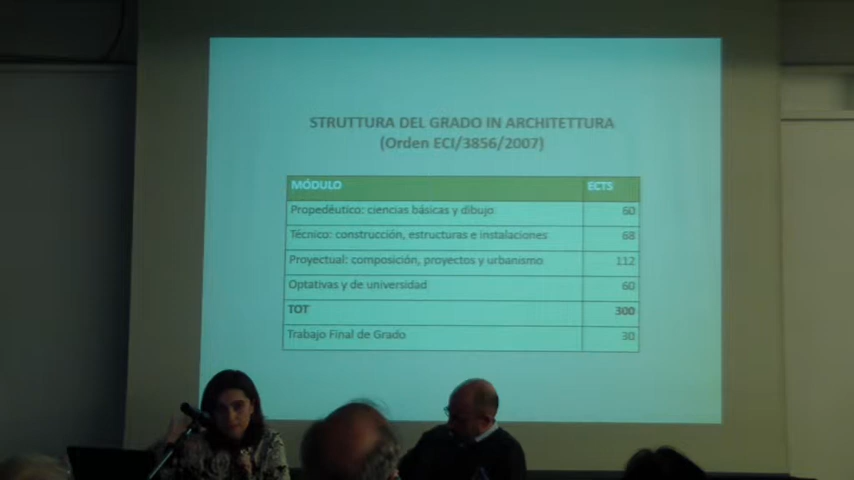 STRUTTURA DEL GRADO IN ARCHITETTURA
(Orden ECI/3856/2007)
MÓDULO ECTS
Propedéutico: ciencias básicas y dibujo 60
Técnico: construcción, estructuras e instalaciones 68
Proyectual: composición, proyectos y urbanismo 112
Optativas y de universidad 60
TOT 300
Trabajo Final de Grado 30